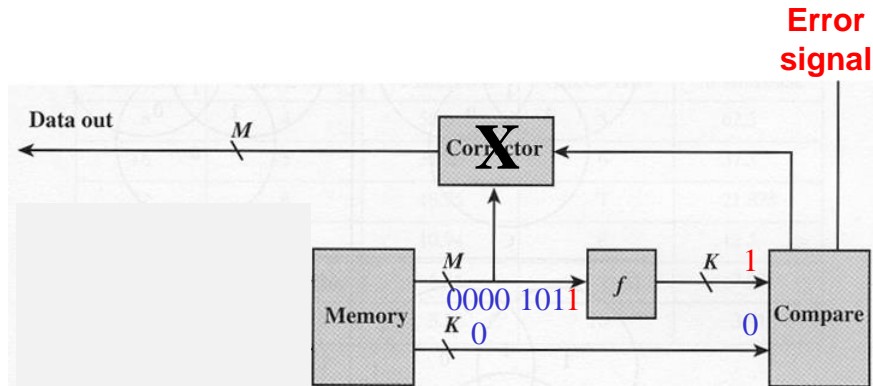 Error
signal
Data out
M
Corrector
X
M
K
1
0000 1011
f
Memory
K
0
0
Compare